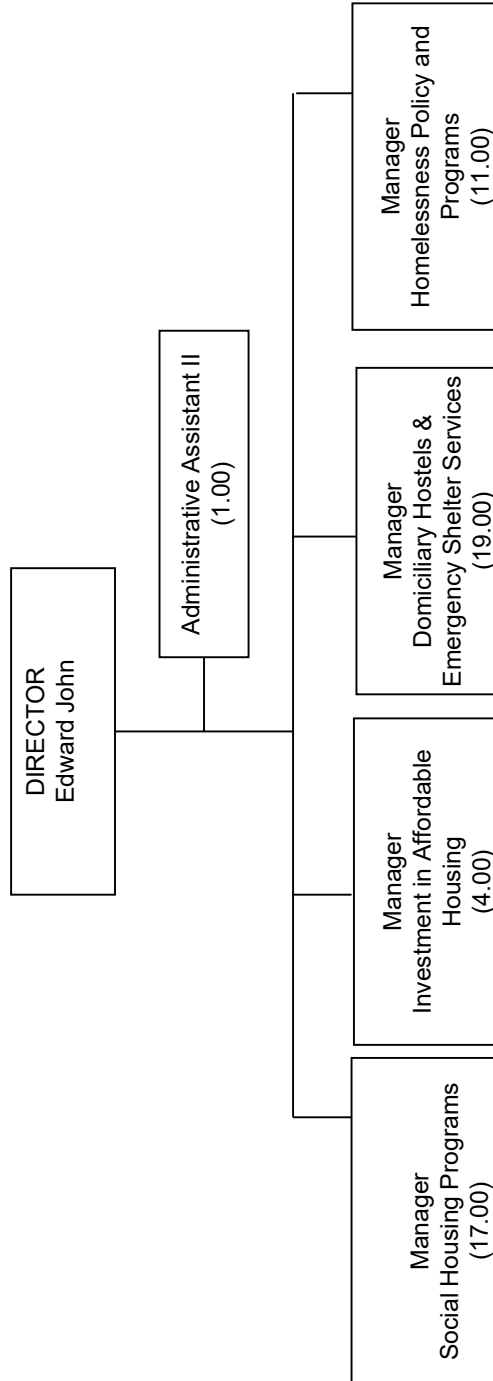 DIRECTOR
Edward John
Administrative Assistant II
(1.00)
Manager
Social Housing Programs
(17.00)
Manager
Investment in Affordable
Housing
(4.00)
Manager
Domiciliary Hostels &
Emergency Shelter Services
(19.00)
Manager
Homelessness Policy and
Programs
(11.00)